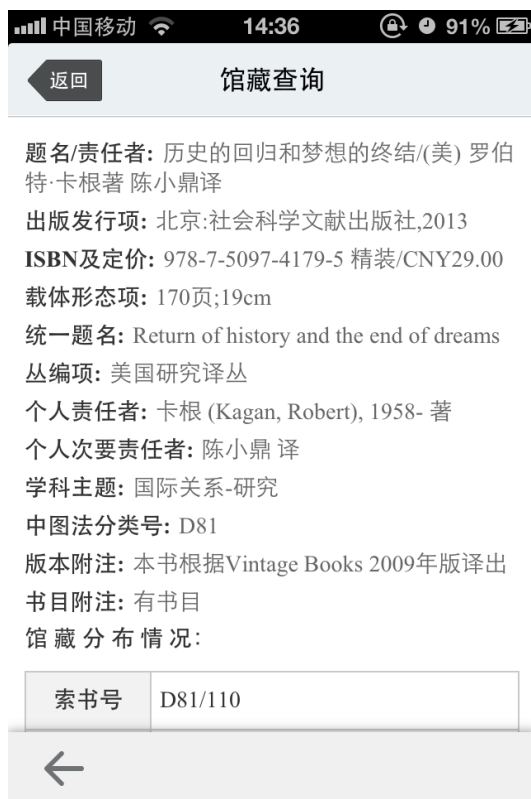 中国移动 14:36 91%
返回 馆藏查询
题名/责任者: 历史的回归和梦想的终结/(美) 罗伯
特·卡根著 陈小鼎译
出版发行项: 北京:社会科学文献出版社,2013
ISBN及定价: 978-7-5097-4179-5 精装/CNY29.00
载体形态项: 170页;19cm
统一题名: Return of history and the end of dreams
丛编项: 美国研究译丛
个人责任者: 卡根 (Kagan, Robert), 1958- 著
个人次要责任者: 陈小鼎 译
学科主题: 国际关系-研究
中图法分类号: D81
版本附注: 本书根据Vintage Books 2009年版译出
书目附注: 有书目
馆 藏 分 布 情 况:
索书号 D81/110